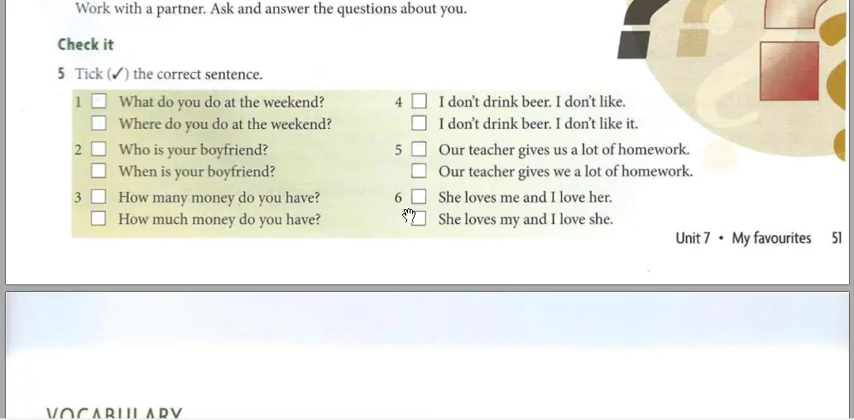 Work with a partner. Ask and answer the questions about you.
Check it
5 Tick (✓) the correct sentence.
1 What do you do at the weekend?
Where do you do at the weekend?
2 Who is your boyfriend?
When is your boyfriend?
3 How many money do you have?
How much money do you have?
4 I don't drink beer. I don't like.
I don't drink beer. I don't like it.
5 Our teacher gives us a lot of homework.
Our teacher gives we a lot of homework.
6 She loves me and I love her.
She loves my and I love she.
Unit 7 • My favourites 51
VOCABULARY